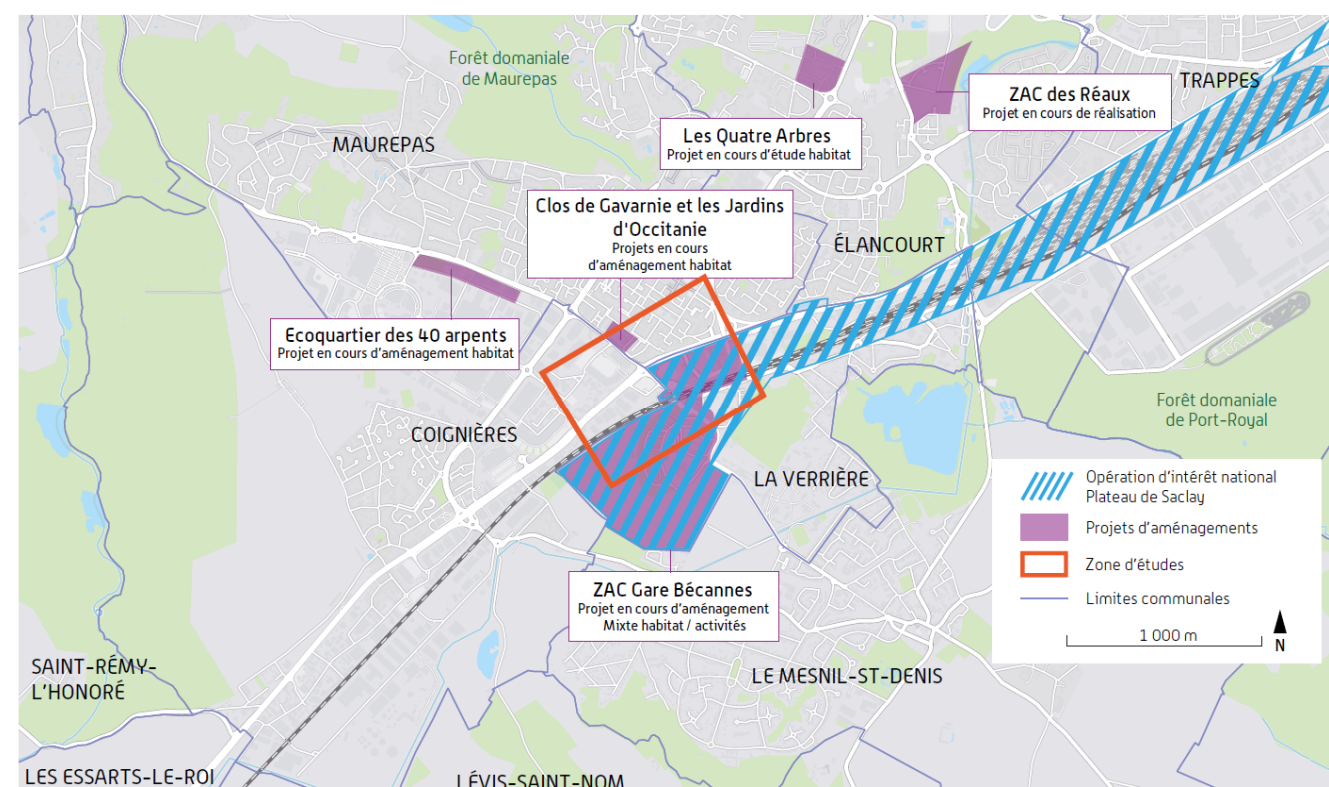 Forêt domaniale
de Maurepas
TRAPPES
ZAC des Réaux
Projet en cours de réalisation
Les Quatre Arbres
Projet en cours d'étude habitat
MAUREPAS
Clos de Gavarnie et les Jardins
d'Occitanie
Projets en cours
d'aménagement habitat
ÉLANCOURT
Ecoquartier des 40 arpents
Projet en cours d'aménagement habitat
Forêt domaniale
de Port-Royal
COIGNIÈRES
LA VERRIÈRE
Opération d'intérêt national
Plateau de Saclay
Projets d'aménagements
Zone d'études
Limites communales
1 000 m
N
ZAC Gare Bécannes
Projet en cours d'aménagement
Mixte habitat / activités
SAINT-RÉMY-
L'HONORÉ
LE MESNIL-ST-DENIS
LES ESSARTS-LE-ROI
LÉVIS-SAINT-NOM